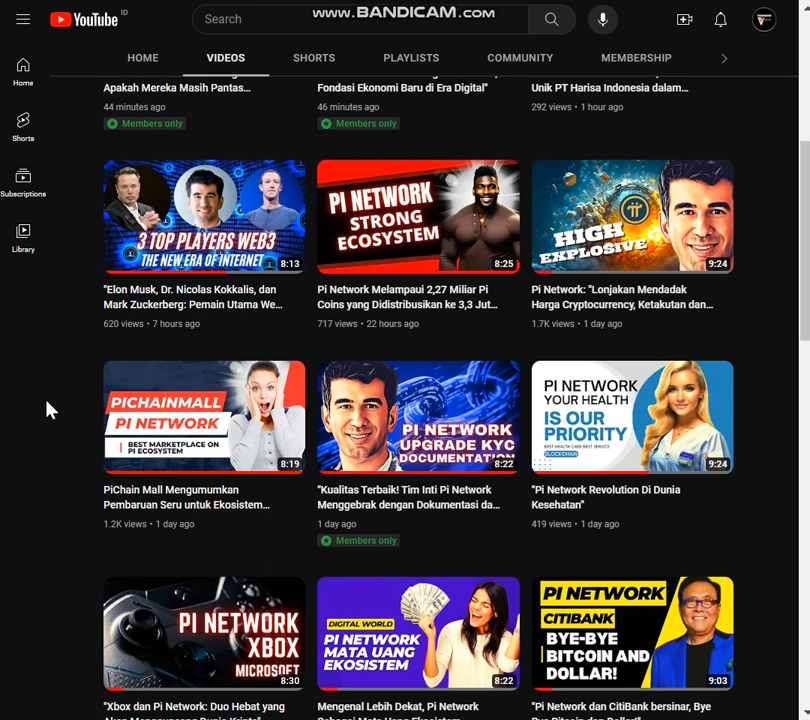 www.BANDICAM.com
YouTube ID
Search
HOME
VIDEOS
SHORTS
PLAYLISTS
COMMUNITY
MEMBERSHIP
Home
Shorts
Subscriptions
Library
Apakah Mereka Masih Pantas...
44 minutes ago
Members only
Fondasi Ekonomi Baru di Era Digital"
46 minutes ago
Members only
Unik PT Harisa Indonesia dalam...
292 views • 1 hour ago
3 TOP PLAYERS WEB3
THE NEW ERA OF INTERNET
8:13
"Elon Musk, Dr. Nicolas Kokkalis, dan
Mark Zuckerberg: Pemain Utama We...
620 views • 7 hours ago
PI NETWORK
STRONG
ECOSYSTEM
8:25
Pi Network Melampaui 2,27 Miliar Pi
Coins yang Didistribusikan ke 3,3 Jut...
717 views • 22 hours ago
HIGH
EXPLOSIVE
9:24
Pi Network: "Lonjakan Mendadak
Harga Cryptocurrency, Ketakutan dan...
1.7K views • 1 day ago
PICHAINMALL
PI NETWORK
BEST MARKETPLACE ON
PI ECOSYSTEM
8:19
PiChain Mall Mengumumkan
Pembaruan Seru untuk Ekosistem...
1.2K views • 1 day ago
PI NETWORK
UPGRADE KYC
DOCUMENTATION
8:22
"Kualitas Terbaik! Tim Inti Pi Network
Menggebrak dengan Dokumentasi da...
1 day ago
Members only
PI NETWORK
YOUR HEALTH
IS OUR
PRIORITY
BEST HEALTH CARE BEST SERVICE
BLOCKCHAIN
9:24
"Pi Network Revolution Di Dunia
Kesehatan"
419 views • 1 day ago
PI NETWORK
XBOX
MICROSOFT
8:30
"Xbox dan Pi Network: Duo Hebat yang
DIGITAL WORLD
PI NETWORK
MATA UANG
EKOSISTEM
8:22
Mengenal Lebih Dekat, Pi Network
PI NETWORK
CITIBANK
BYE-BYE
BITCOIN AND
DOLLAR!
9:03
"Pi Network dan CitiBank bersinar, Bye